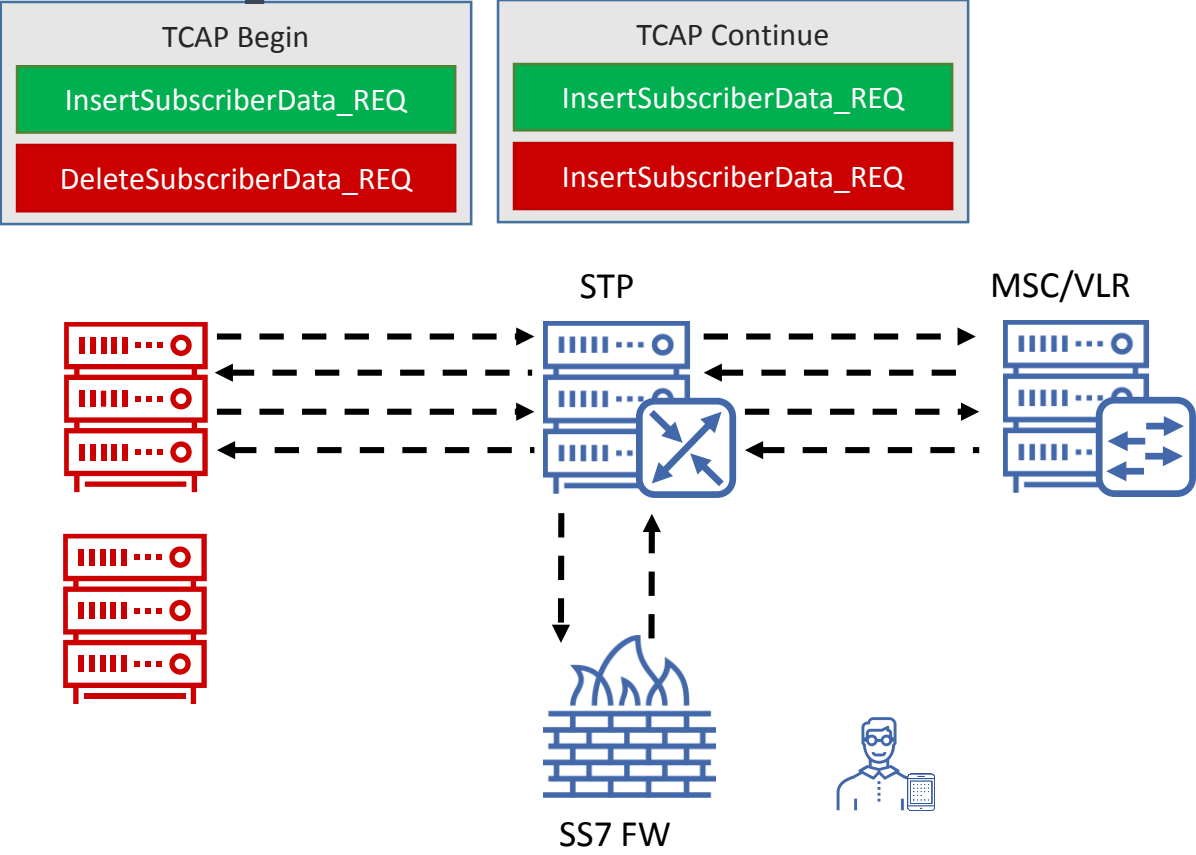 TCAP Begin
InsertSubscriberData_REQ
DeleteSubscriberData_REQ
TCAP Continue
InsertSubscriberData_REQ
InsertSubscriberData_REQ
STP
MSC/VLR
SS7 FW